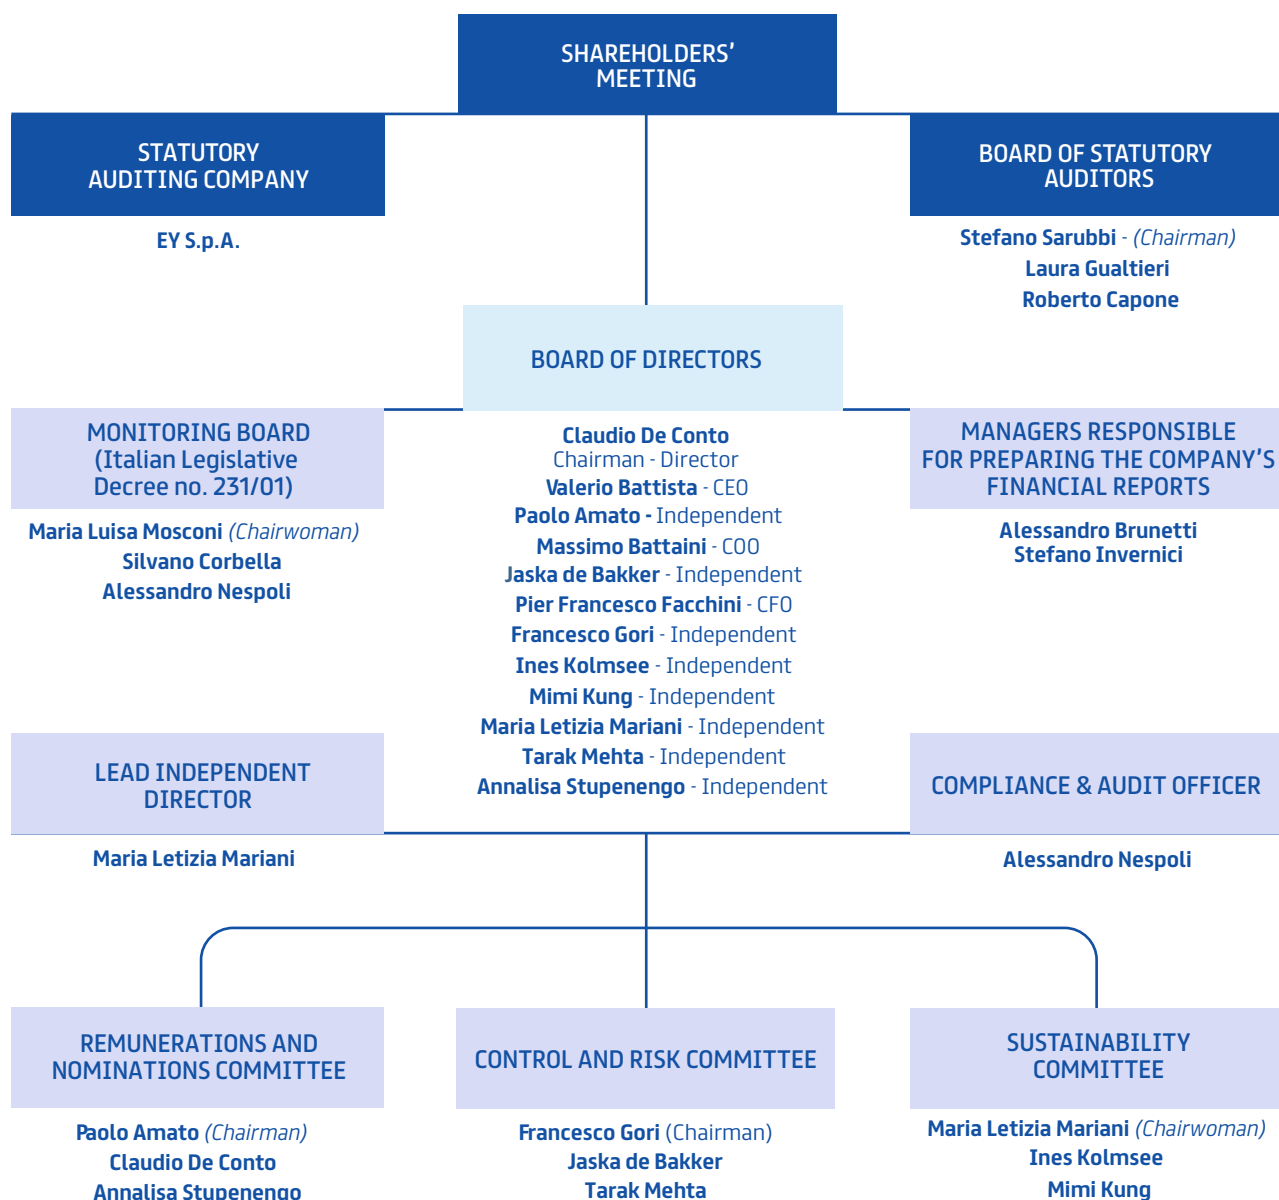 SHAREHOLDERS'
MEETING
STATUTORY
AUDITING COMPANY
EY S.p.A.
BOARD OF STATUTORY
AUDITORS
Stefano Sarubbi - (Chairman)
Laura Gualtieri
Roberto Capone
BOARD OF DIRECTORS
Claudio De Conto
Chairman - Director
Valerio Battista - CEO
Paolo Amato - Independent
Massimo Battaini - COO
Jaska de Bakker - Independent
Pier Francesco Facchini - CFO
Francesco Gori - Independent
Ines Kolmsee - Independent
Mimi Kung - Independent
Maria Letizia Mariani - Independent
Tarak Mehta - Independent
Annalisa Stupenengo - Independent
MONITORING BOARD
(Italian Legislative
Decree no. 231/01)
Maria Luisa Mosconi (Chairwoman)
Silvano Corbella
Alessandro Nespoli
MANAGERS RESPONSIBLE
FOR PREPARING THE COMPANY'S
FINANCIAL REPORTS
Alessandro Brunetti
Stefano Invernici
LEAD INDEPENDENT
DIRECTOR
Maria Letizia Mariani
COMPLIANCE & AUDIT OFFICER
Alessandro Nespoli
REMUNERATIONS AND
NOMINATIONS COMMITTEE
Paolo Amato (Chairman)
Claudio De Conto
Annalisa Stupenengo
CONTROL AND RISK COMMITTEE
Francesco Gori (Chairman)
Jaska de Bakker
Tarak Mehta
SUSTAINABILITY
COMMITTEE
Maria Letizia Mariani (Chairwoman)
Ines Kolmsee
Mimi Kung